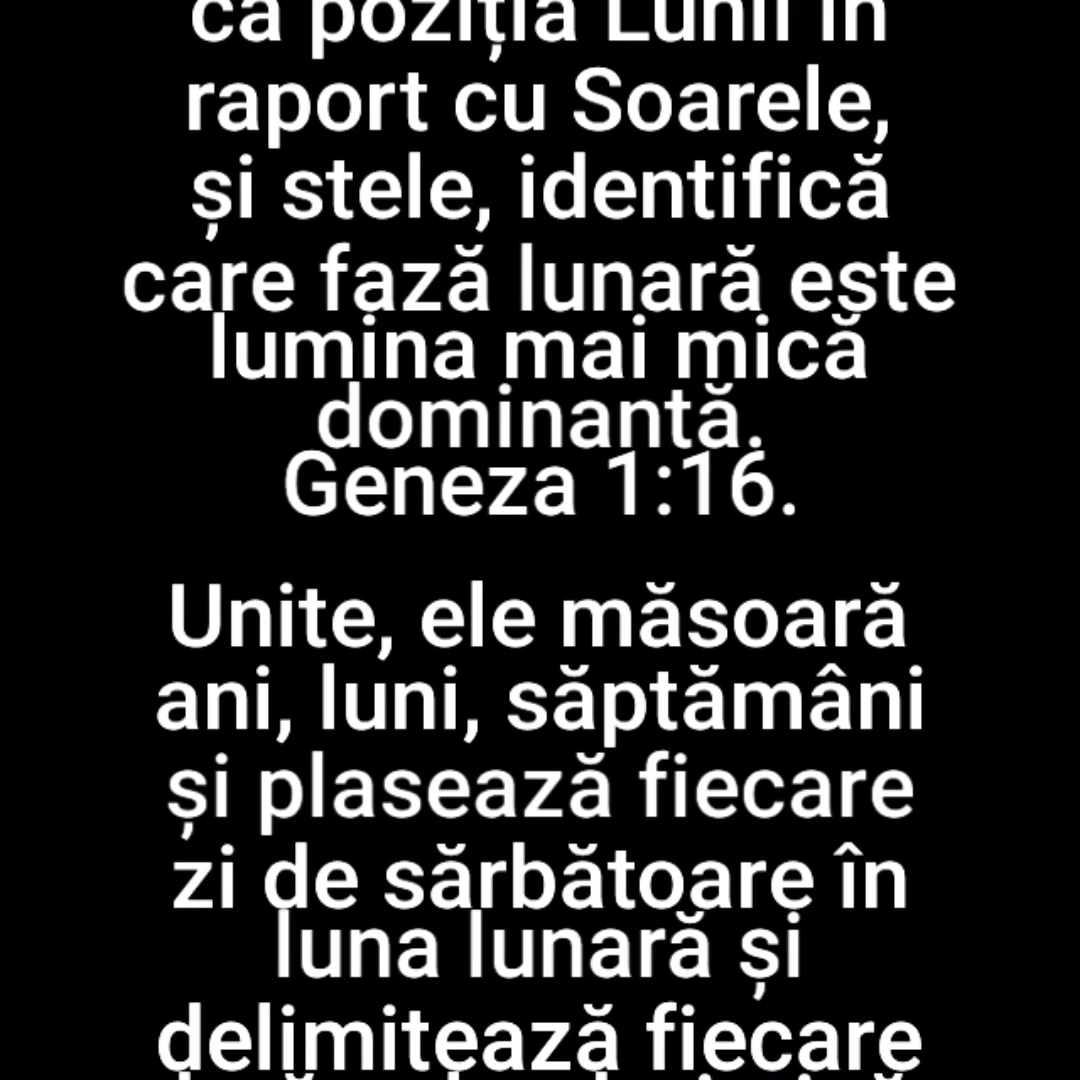 ca poziția Lunii în
raport cu Soarele,
și stele, identifică
care fază lunară este
lumina mai mică
dominantă.
Geneza 1:16.
Unite, ele măsoară
ani, luni, săptămâni
și plasează fiecare
zi de sărbătoare în
luna lunară și
delimitează fiecare